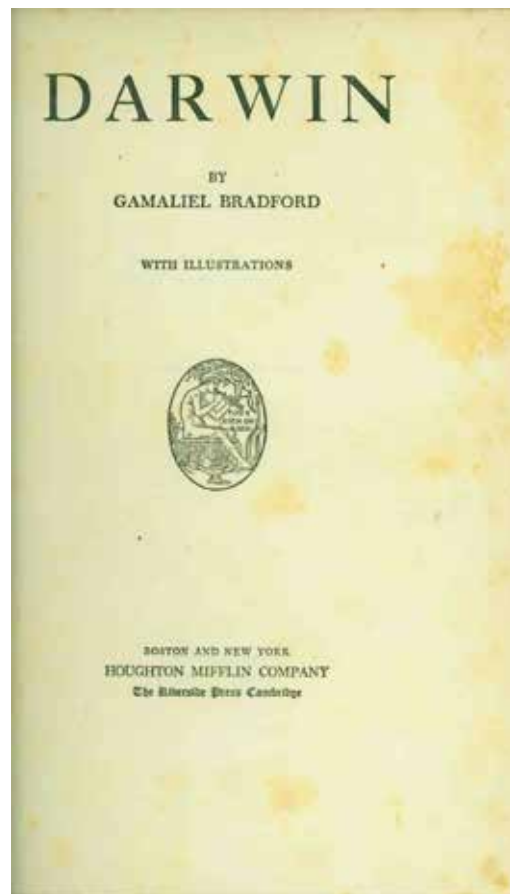 DARWIN
BY
GAMALIEL BRADFORD
WITH ILLUSTRATIONS
BOSTON AND NEW YORK
HOUGHTON MIFFLIN COMPANY
The Riverside Press Cambridge